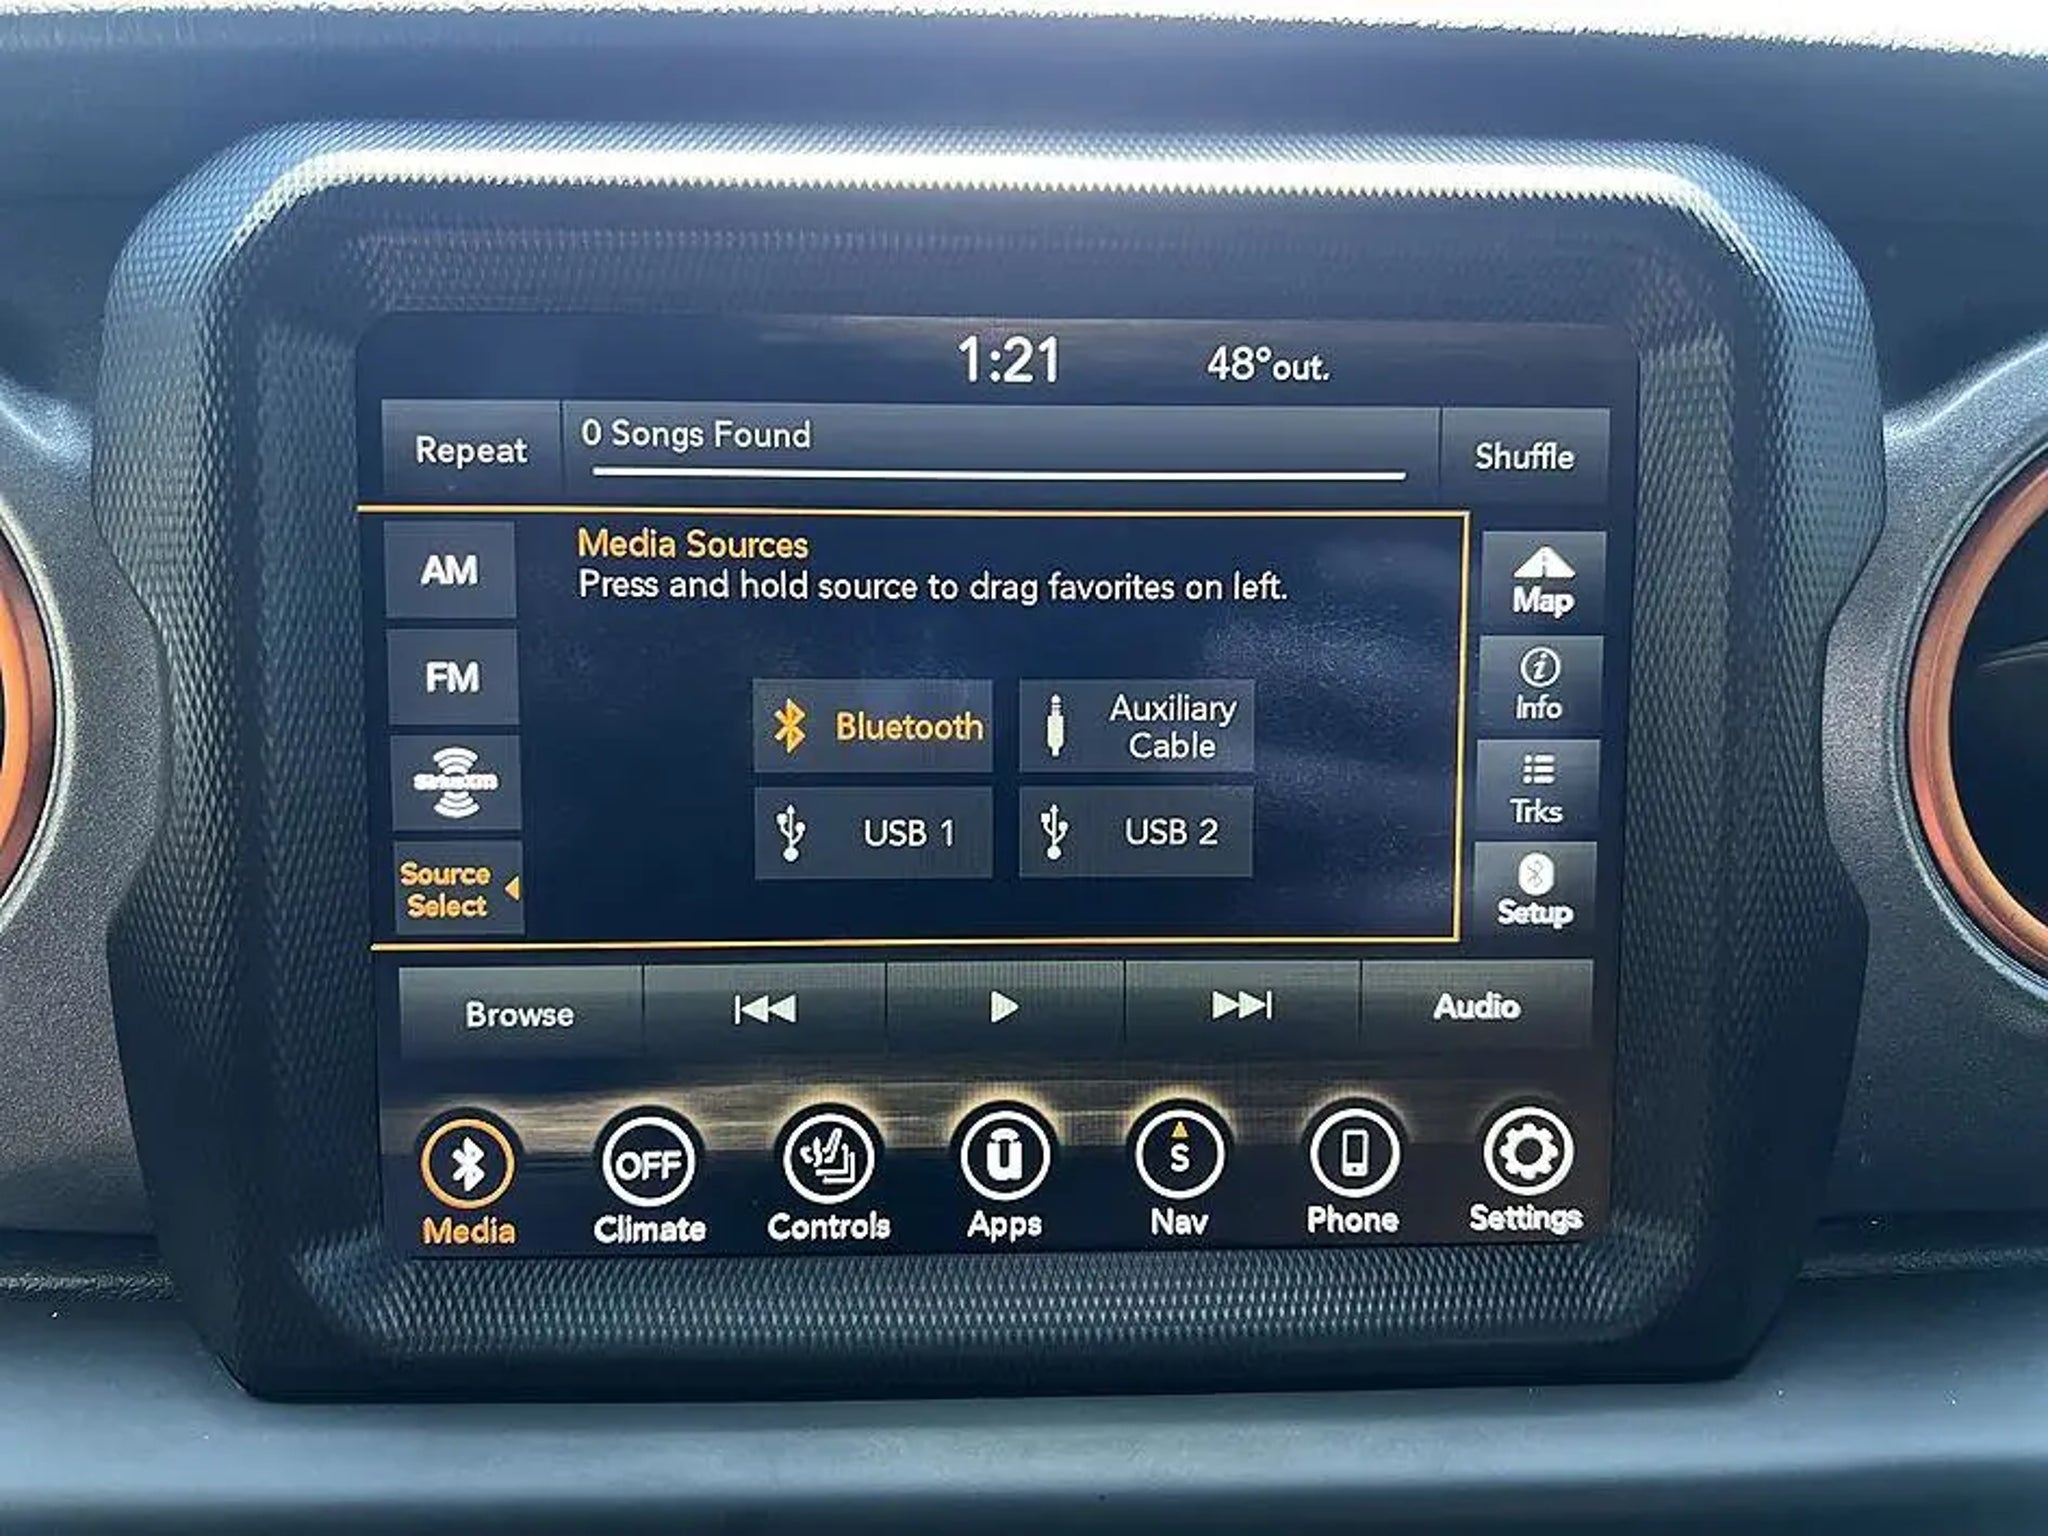 1:21 48°out.
Repeat 0 Songs Found Shuffle
Media Sources
Press and hold source to drag favorites on left.
AM
FM
SiriusXM
Source
Select
Bluetooth
Auxiliary
Cable
USB 1
USB 2
Map
i
Info
Trks
Setup
Browse Audio
OFF S
Media Climate Controls Apps Nav Phone Settings